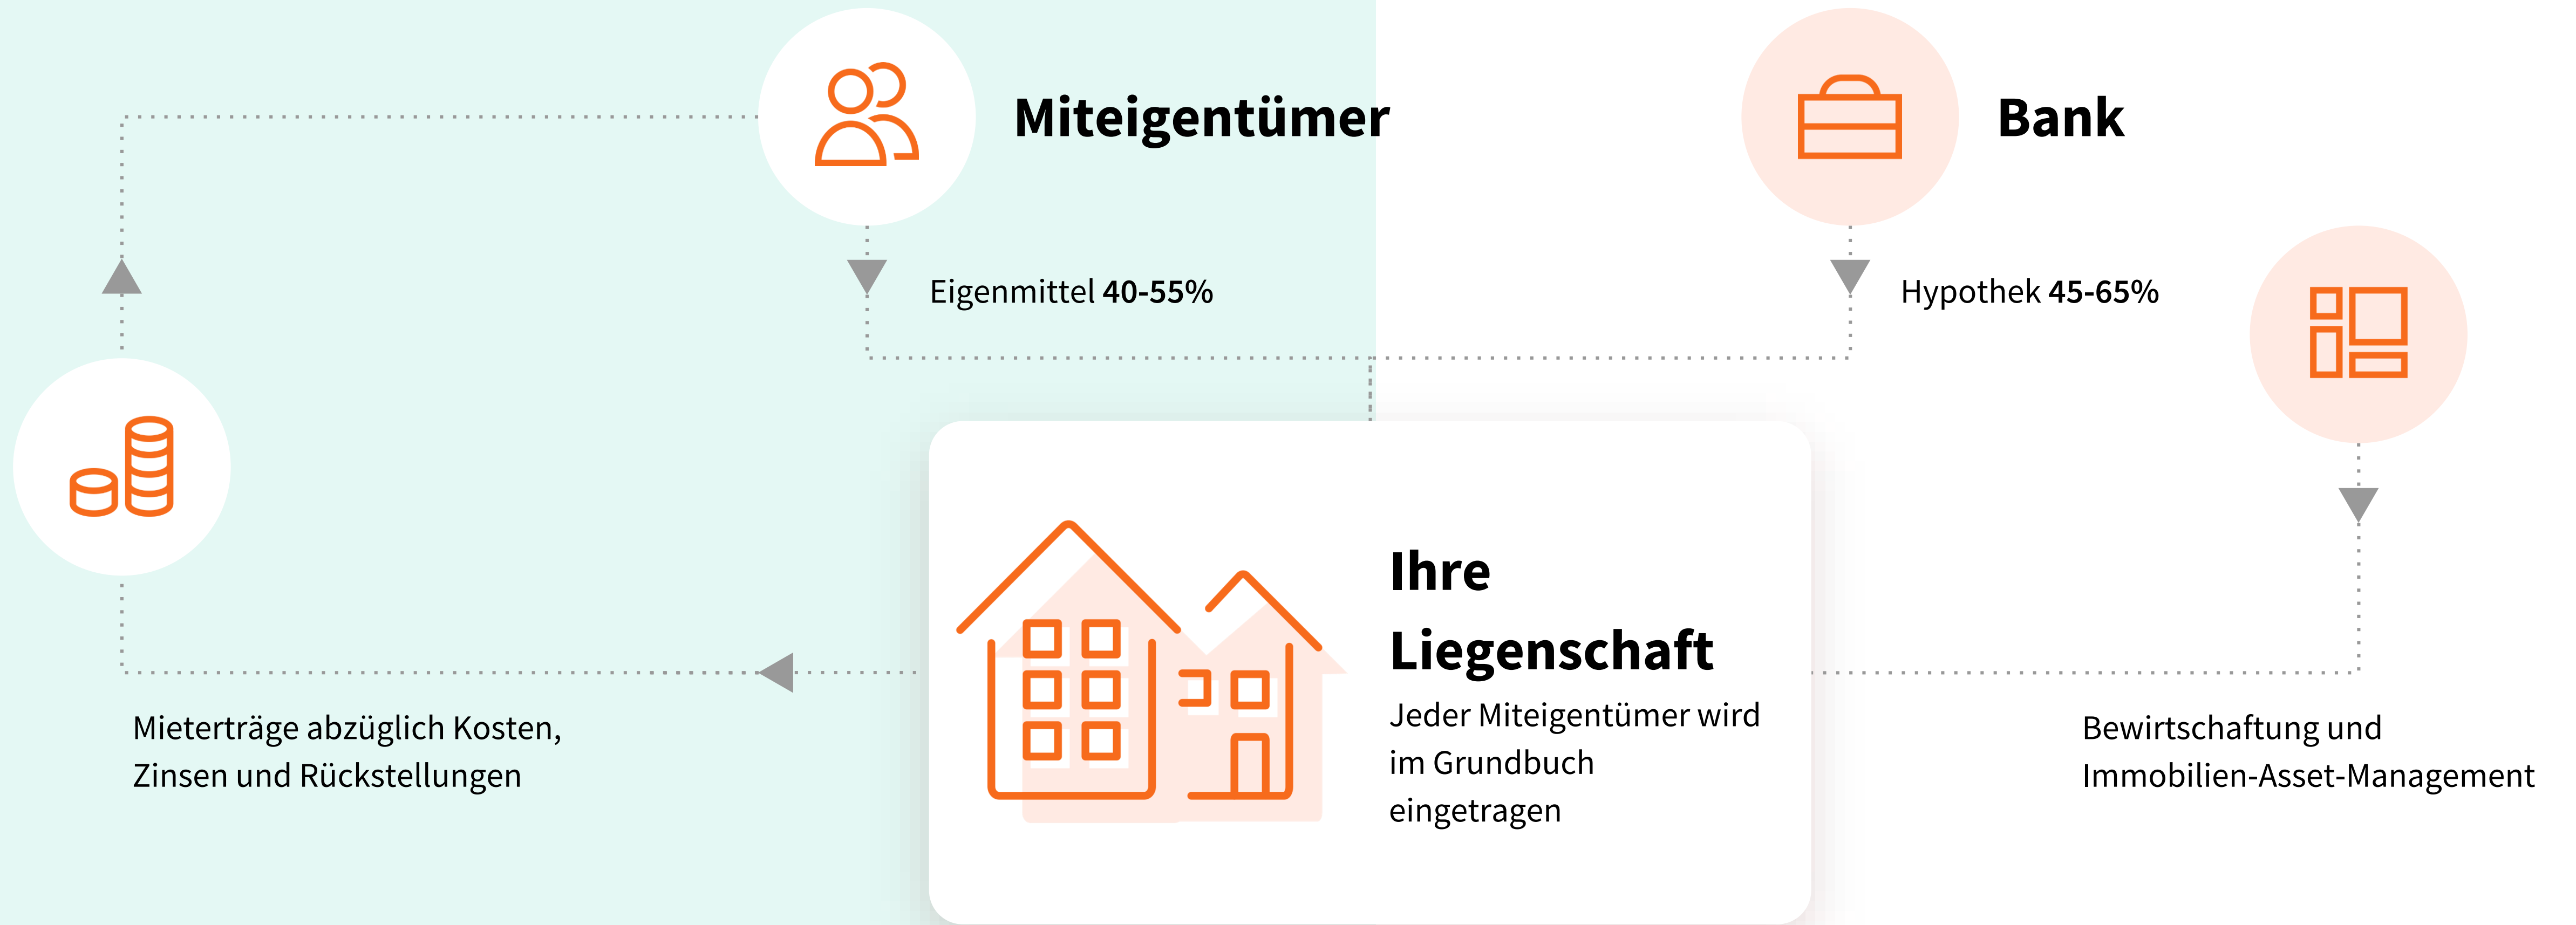 Miteigentümer
Bank
Eigenmittel 40-55%
Hypothek 45-65%
Ihre
Liegenschaft
Jeder Miteigentümer wird
im Grundbuch
eingetragen
Mieterträge abzüglich Kosten,
Zinsen und Rückstellungen
Bewirtschaftung und
Immobilien-Asset-Management